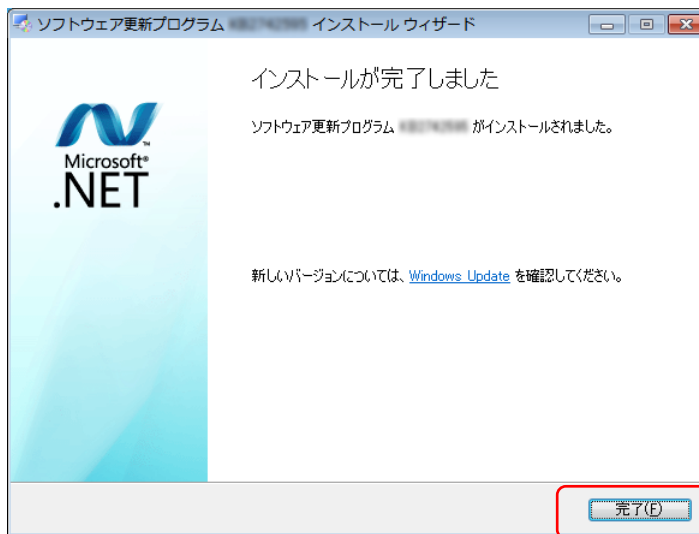 ソフトウェア更新プログラム インストール ウィザード
インストールが完了しました
ソフトウェア更新プログラム がインストールされました。
Microsoft®
.NET
新しいバージョンについては、Windows Update を確認してください。
完了(F)